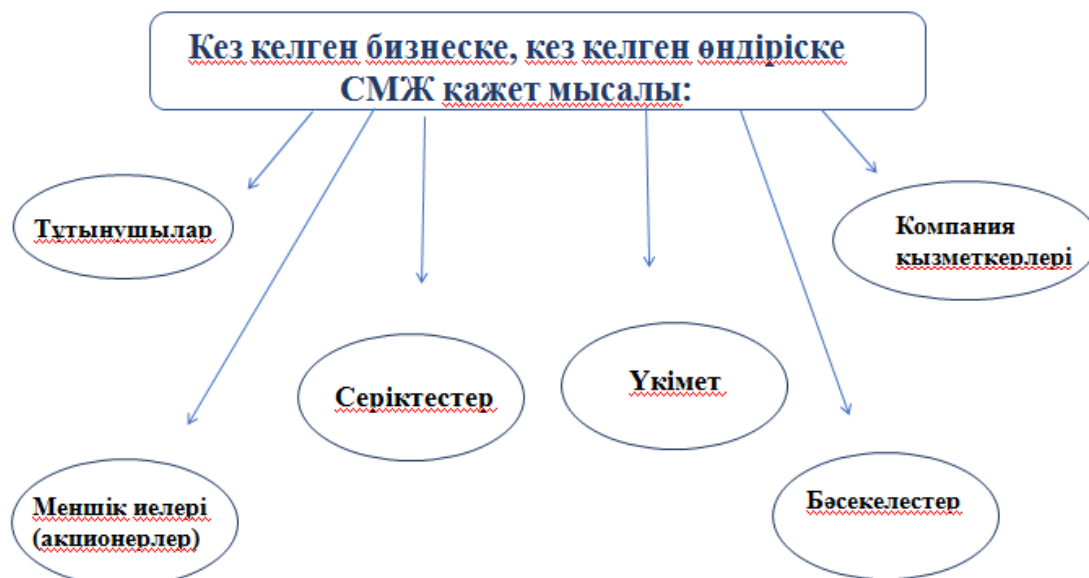 Кез келген бизнеске, кез келген өндіріске
СМЖ қажет мысалы:
Тұтынушылар
Компания
қызметкерлері
Серіктестер
Үкімет
Меншік иелері
(акционерлер)
Бәсекелестер